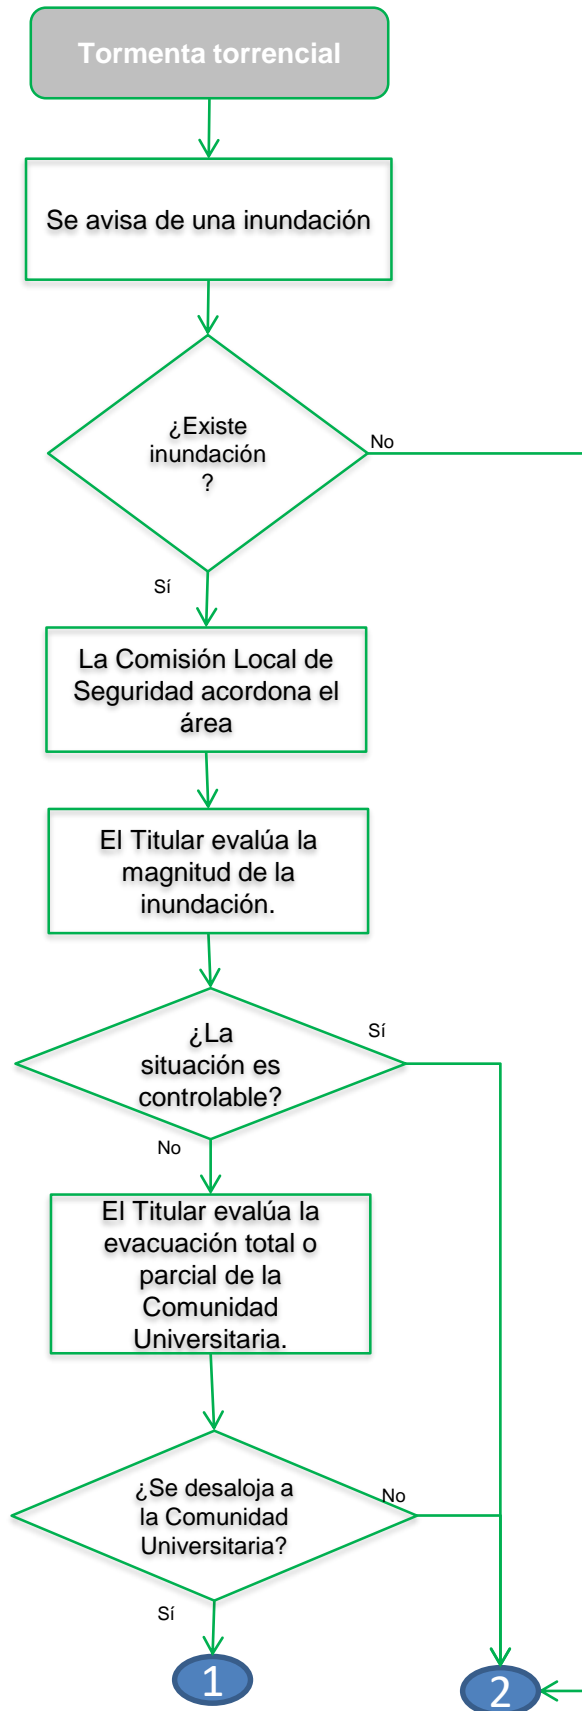 Tormenta torrencial
Se avisa de una inundación
¿Existe
inundación
?
No
Sí
La Comisión Local de
Seguridad acordona el
área
El Titular evalúa la
magnitud de la
inundación.
¿La
situación es
controlable?
Sí
No
El Titular evalúa la
evacuación total o
parcial de la
Comunidad
Universitaria.
¿Se desaloja a
la Comunidad
Universitaria?
No
Sí
1
2